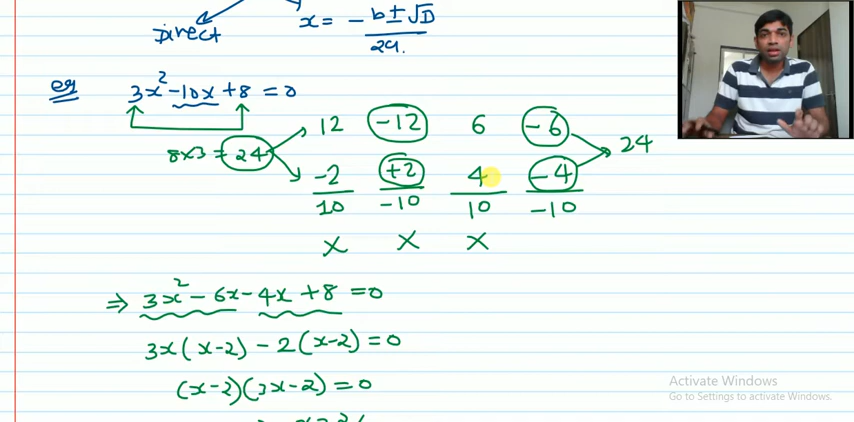 Direct
x = -b±√D/2a.
eg 3x² -10x +8 =0
12 -12 6 -6
8x3 = 24
24
-2 +2 4 -4
10 -10 10 -10
x x x
⇒ 3x² - 6x - 4x + 8 = 0
3x(x-2) - 2(x-2) = 0
(x-2)(3x-2) = 0
Activate Windows
Go to Settings to activate Windows.